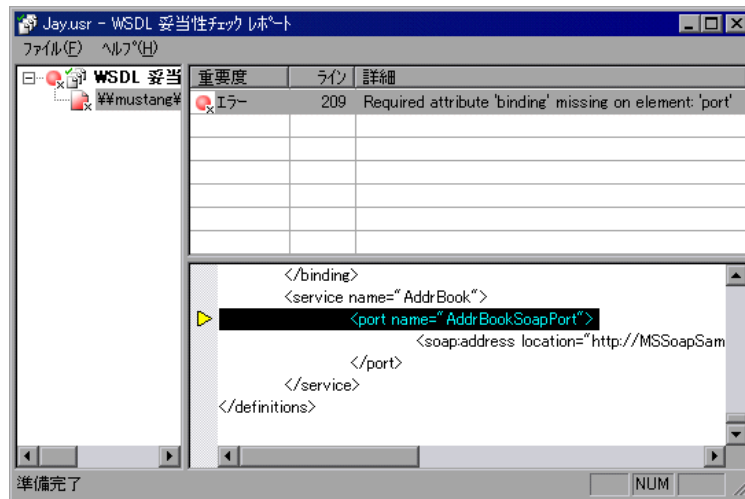 Jay.usr - WSDL 妥当性チェック レポート
ファイル(F) ヘルプ(H)
WSDL 妥当
¥¥mustang¥
重要度 ライン 詳細
エラー 209 Required attribute 'binding' missing on element: 'port'
</binding>
<service name="AddrBook">
<port name="AddrBookSoapPort">
<soap:address location="http://MSSoapSam
</port>
</service>
</definitions>
準備完了 NUM